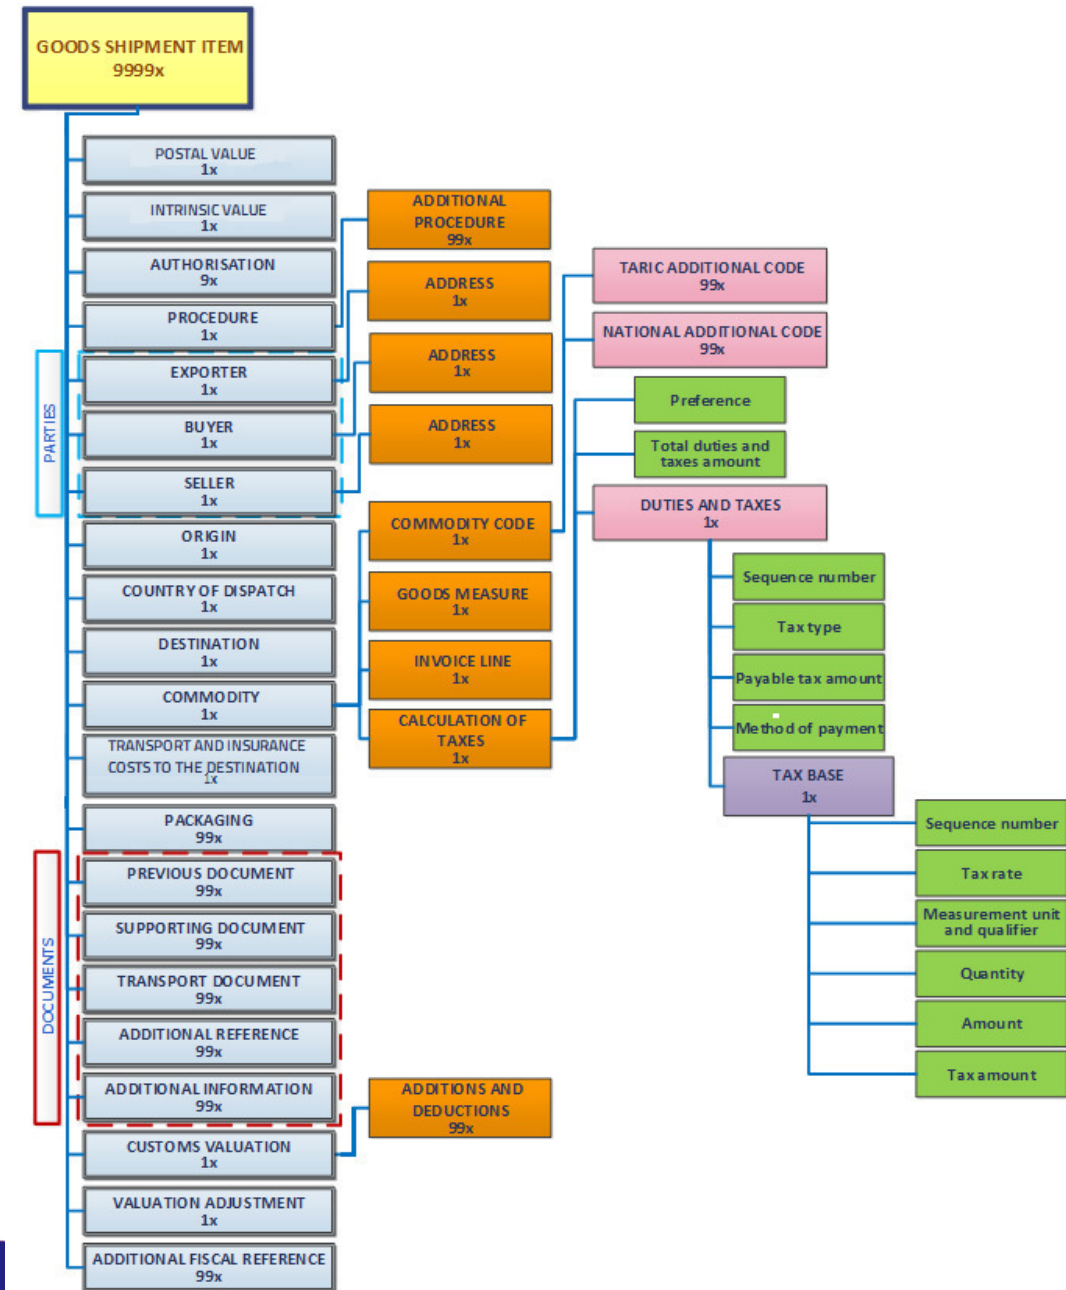 GOODS SHIPMENT ITEM
9999x
POSTAL VALUE
1x
INTRINSIC VALUE
1x
AUTHORISATION
9x
PROCEDURE
1x
PARTIES
EXPORTER
1x
BUYER
1x
SELLER
1x
ORIGIN
1x
COUNTRY OF DISPATCH
1x
DESTINATION
1x
COMMODITY
1x
TRANSPORT AND INSURANCE
COSTS TO THE DESTINATION
1x
PACKAGING
99x
DOCUMENTS
PREVIOUS DOCUMENT
99x
SUPPORTING DOCUMENT
99x
TRANSPORT DOCUMENT
99x
ADDITIONAL REFERENCE
99x
ADDITIONAL INFORMATION
99x
CUSTOMS VALUATION
1x
VALUATION ADJUSTMENT
1x
ADDITIONAL FISCAL REFERENCE
99x
ADDITIONAL
PROCEDURE
99x
ADDRESS
1x
ADDRESS
1x
ADDRESS
1x
COMMODITY CODE
1x
GOODS MEASURE
1x
INVOICE LINE
1x
CALCULATION OF
TAXES
1x
ADDITIONS AND
DEDUCTIONS
99x
TARIC ADDITIONAL CODE
99x
NATIONAL ADDITIONAL CODE
99x
Preference
Total duties and
taxes amount
DUTIES AND TAXES
1x
Sequence number
Tax type
Payable tax amount
Method of payment
TAX BASE
1x
Sequence number
Tax rate
Measurement unit
and qualifier
Quantity
Amount
Tax amount